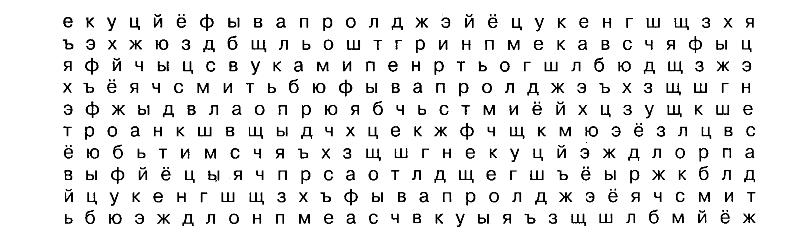 е к у ц й ё ф ы в а п р о л д ж э й ё ц у к е н г ш щ з х я
ъ э х ж ю з д б щ л ь о ш т г р и н п м е к а в с ч я ф ы ц
я ф й ч ы ц с в у к а м и п е н р т ь о г ш л б ю д щ з ж э
х ъ ё я ч с м и т ь б ю ф ы в а п р о л д ж э ъ х з щ ш г н
э ф ж ы д в л а о п р ю я б ч ь с т м и ё й х ц з у щ к ш е
т р о а н к ш в щ ы д ч х ц е к ж ф ч щ к м ю э ё з л ц в с
ё ю б ь т и м с ч я ъ х з щ ш г н е к у ц й э ж д л о р п а
в ы ф й ё ц ы я ч п р с а о т л д щ е г ш ъ ё ы р ж к б л д
й ц у к е н г ш щ з х ъ ф ы в а п р о л д ж э ё я ч с м и т
ь б ю э ж д л о н п м е а с ч в к у ы я ъ з щ ш л б м й ё ж